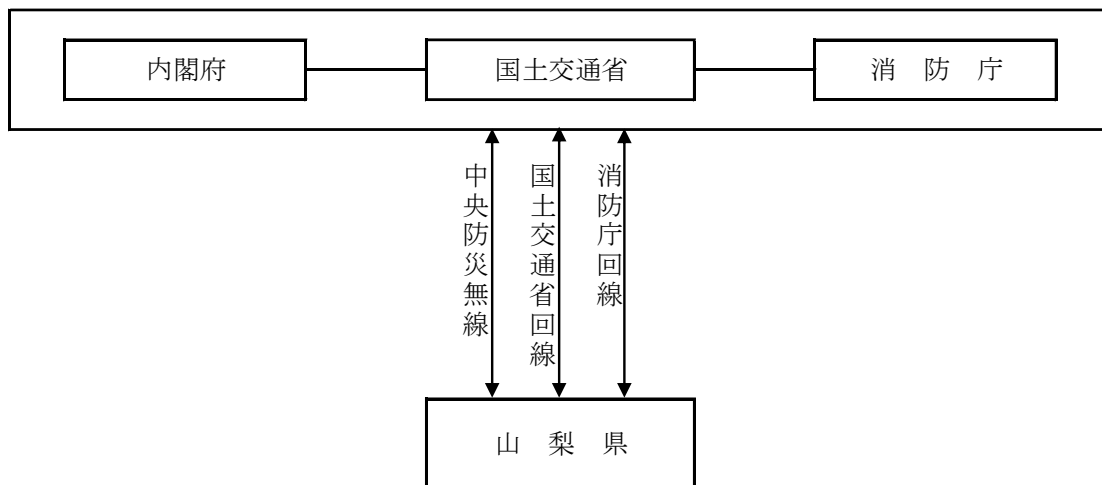 内閣府
国土交通省
消防庁
中央防災無線
国土交通省回線
消防庁回線
山梨県